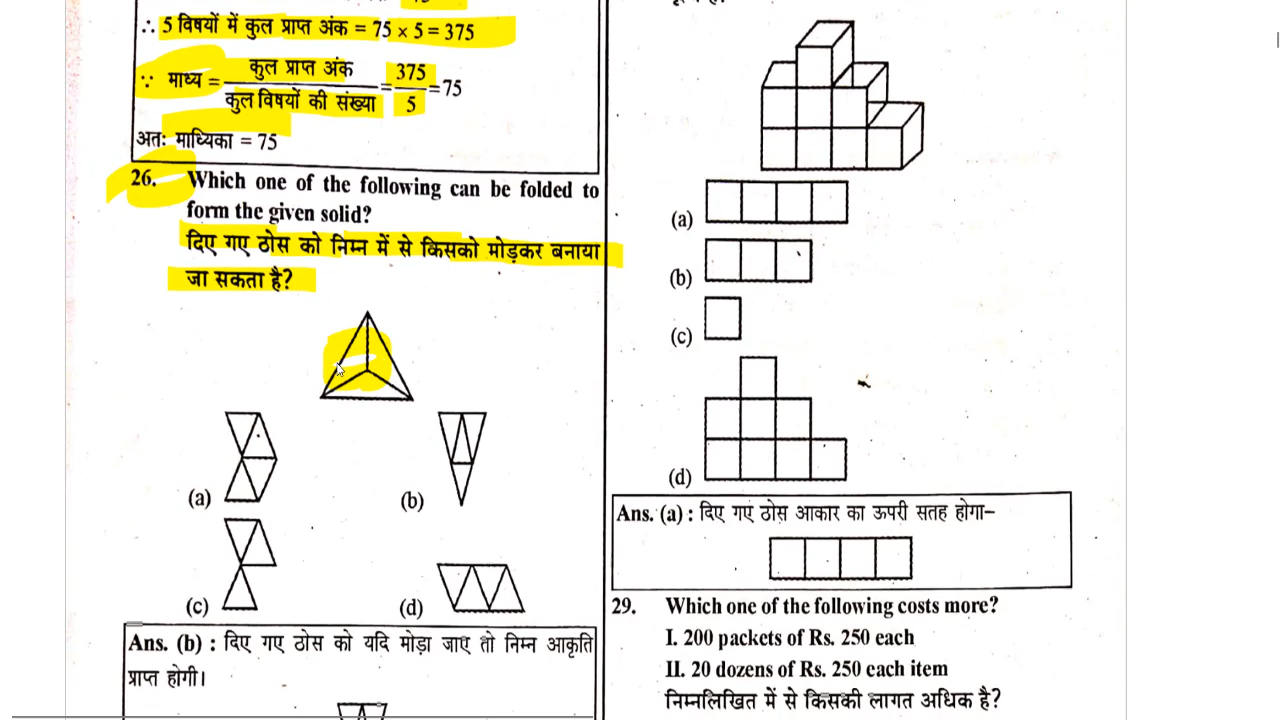 ∴ 5 विषयों में कुल प्राप्त अंक = 75 × 5 = 375
∵ माध्य = कुल प्राप्त अंक / कुल विषयों की संख्या = 375 / 5 = 75
अतः माध्यिका = 75
26. Which one of the following can be folded to
form the given solid?
दिए गए ठोस को निम्न में से किसको मोड़कर बनाया
जा सकता है?
(a)
(b)
(c)
(d)
Ans. (b) : दिए गए ठोस को यदि मोड़ा जाए तो निम्न आकृति
प्राप्त होगी।
(a)
(b)
(c)
(d)
Ans. (a) : दिए गए ठोस आकार का ऊपरी सतह होगा–
29. Which one of the following costs more?
I. 200 packets of Rs. 250 each
II. 20 dozens of Rs. 250 each item
निम्नलिखित में से किसकी लागत अधिक है?